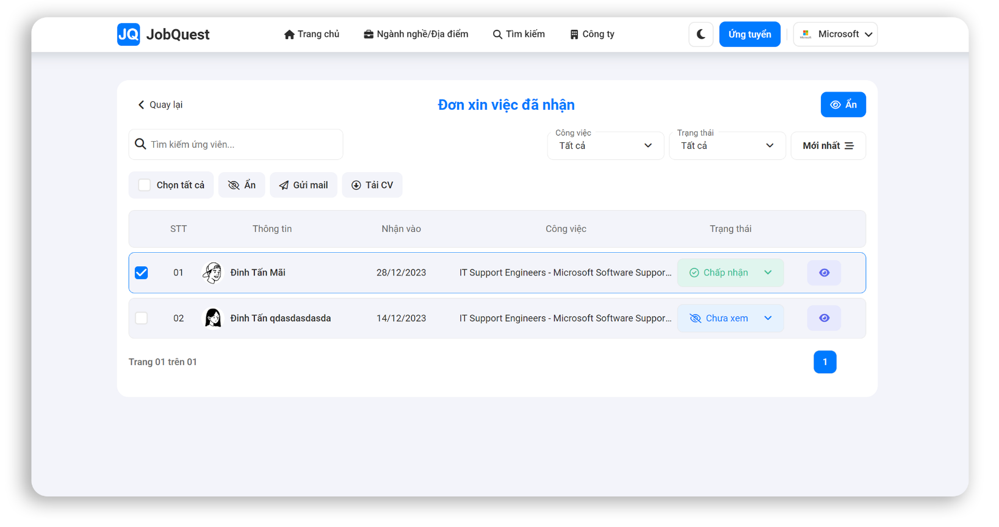 JQ JobQuest Trang chủ Ngành nghề/Địa điểm Tìm kiếm Công ty Ứng tuyển Microsoft
Quay lại Đơn xin việc đã nhận Ẩn
Công việc Trạng thái
Tìm kiếm ứng viên... Tất cả Tất cả Mới nhất
Chọn tất cả Ẩn Gửi mail Tải CV
STT Thông tin Nhận vào Công việc Trạng thái
01 Đinh Tấn Mãi 28/12/2023 IT Support Engineers - Microsoft Software Suppor... Chấp nhận
02 Đinh Tấn qdasdasdasda 14/12/2023 IT Support Engineers - Microsoft Software Suppor... Chưa xem
Trang 01 trên 01 1